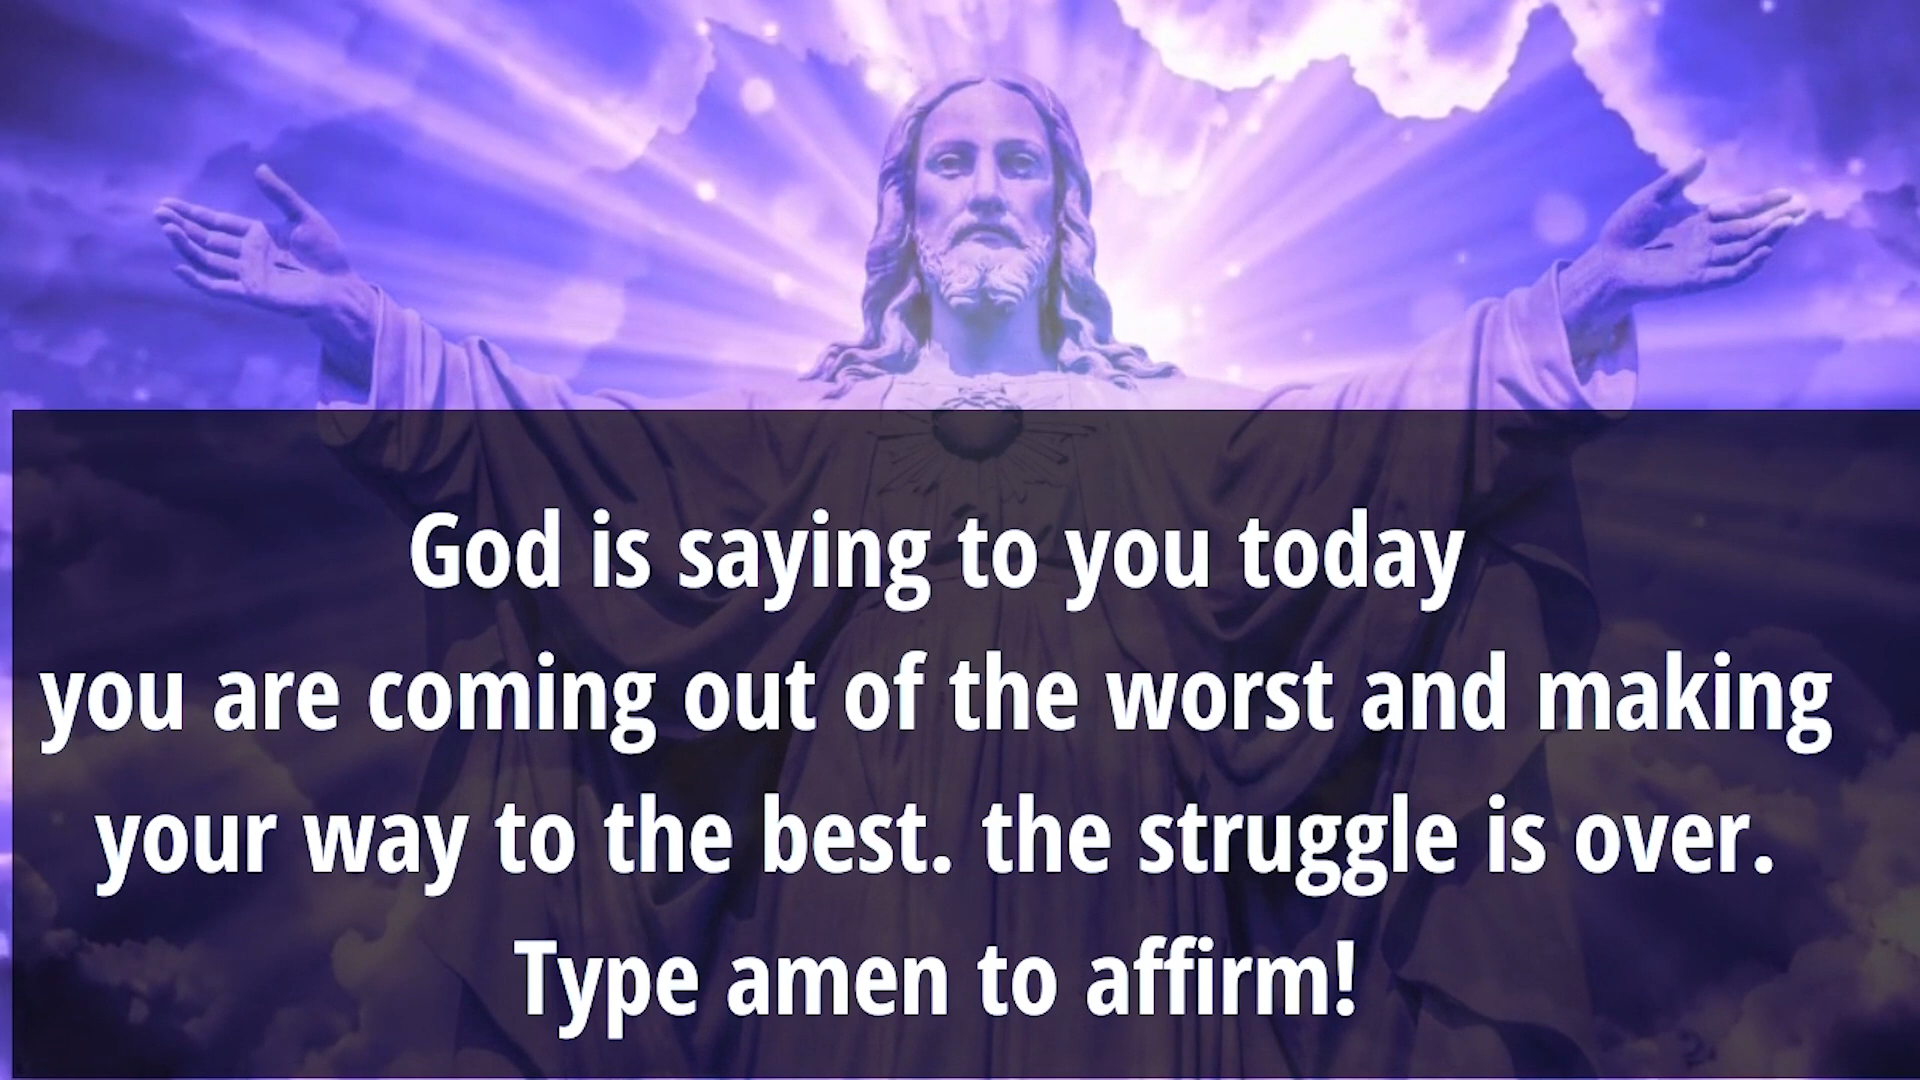 God is saying to you today
you are coming out of the worst and making
your way to the best. the struggle is over.
Type amen to affirm!